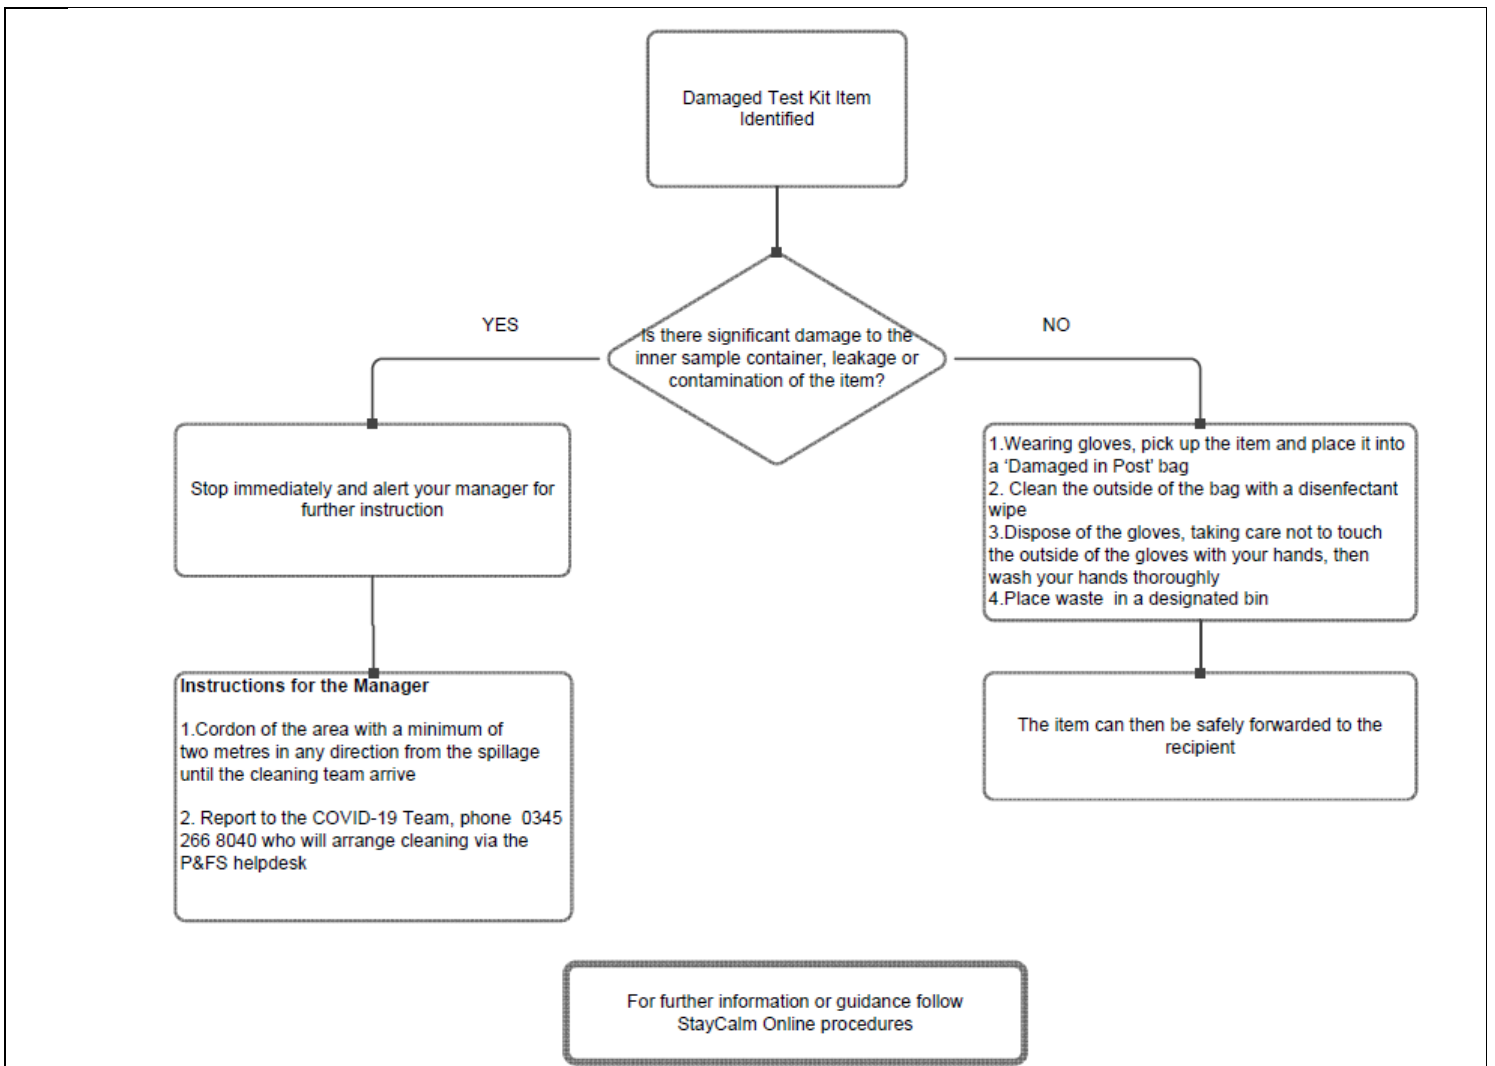 Damaged Test Kit Item
Identified
YES
NO
Is there significant damage to the
inner sample container, leakage or
contamination of the item?
Stop immediately and alert your manager for
further instruction
1.Wearing gloves, pick up the item and place it into
a ‘Damaged in Post’ bag
2. Clean the outside of the bag with a disenfectant
wipe
3.Dispose of the gloves, taking care not to touch
the outside of the gloves with your hands, then
wash your hands thoroughly
4.Place waste in a designated bin
Instructions for the Manager
1.Cordon of the area with a minimum of
two metres in any direction from the spillage
until the cleaning team arrive
2. Report to the COVID-19 Team, phone 0345
266 8040 who will arrange cleaning via the
P&FS helpdesk
The item can then be safely forwarded to the
recipient
For further information or guidance follow
StayCalm Online procedures